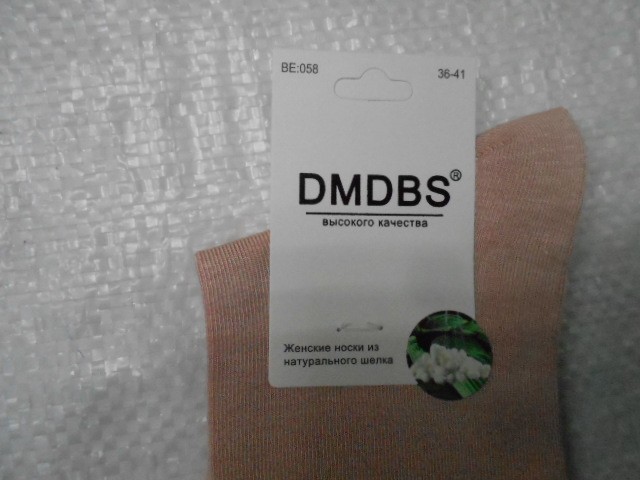 BE:058 36-41
DMDBS®
высокого качества
Женские носки из
натурального шелка